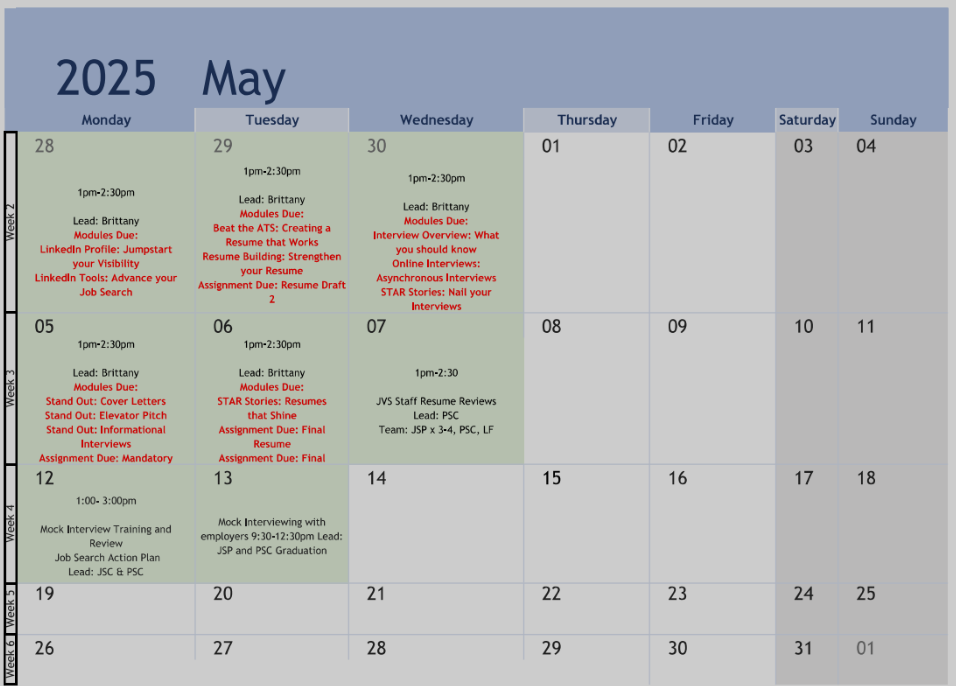 2025 May
Monday Tuesday Wednesday Thursday Friday Saturday Sunday
Week 2
28
1pm-2:30pm
Lead: Brittany
Modules Due:
LinkedIn Profile: Jumpstart
your Visibility
LinkedIn Tools: Advance your
Job Search
29
1pm-2:30pm
Lead: Brittany
Modules Due:
Beat the ATS: Creating a
Resume that Works
Resume Building: Strengthen
your Resume
Assignment Due: Resume Draft
2
30
1pm-2:30pm
Lead: Brittany
Modules Due:
Interview Overview: What
you should know
Online Interviews:
Asynchronous Interviews
STAR Stories: Nail your
Interviews
01
02
03
04
Week 3
05
1pm-2:30pm
Lead: Brittany
Modules Due:
Stand Out: Cover Letters
Stand Out: Elevator Pitch
Stand Out: Informational
Interviews
Assignment Due: Mandatory
06
1pm-2:30pm
Lead: Brittany
Modules Due:
STAR Stories: Resumes
that Shine
Assignment Due: Final
Resume
Assignment Due: Final
07
1pm-2:30
JVS Staff Resume Reviews
Lead: PSC
Team: JSP x 3-4, PSC, LF
08
09
10
11
Week 4
12
1:00- 3:00pm
Mock Interview Training and
Review
Job Search Action Plan
Lead: JSC & PSC
13
Mock Interviewing with
employers 9:30-12:30pm Lead:
JSP and PSC Graduation
14
15
16
17
18
Week 5
19
20
21
22
23
24
25
Week 6
26
27
28
29
30
31
01